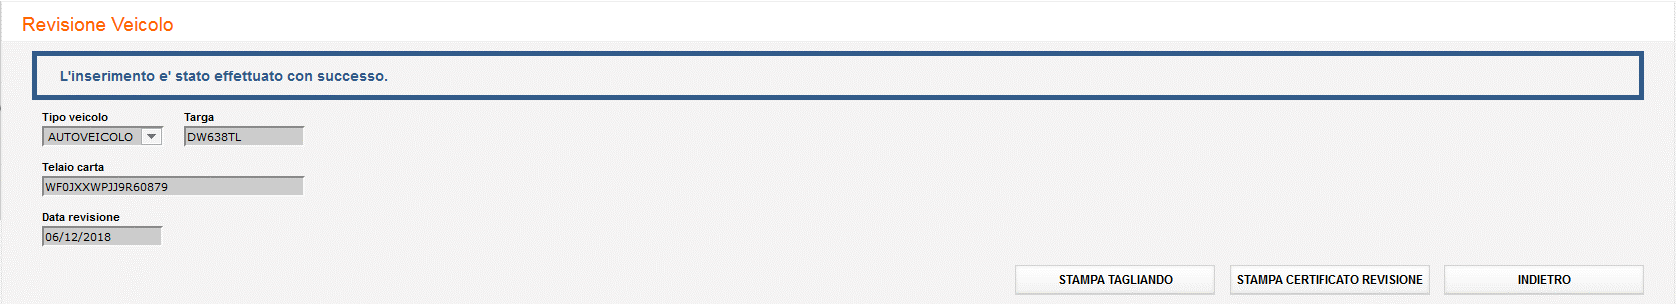 Revisione Veicolo
L'inserimento e' stato effettuato con successo.
Tipo veicolo Targa
AUTOVEICOLO DW638TL
Telaio carta
WF0JXXWPJJ9R60879
Data revisione
06/12/2018
STAMPA TAGLIANDO STAMPA CERTIFICATO REVISIONE INDIETRO